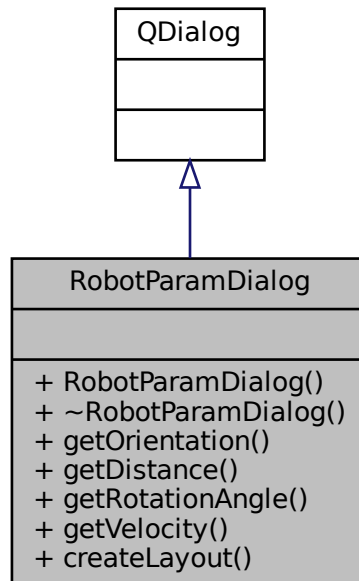 QDialog
RobotParamDialog
+ RobotParamDialog()
+ ~RobotParamDialog()
+ getOrientation()
+ getDistance()
+ getRotationAngle()
+ getVelocity()
+ createLayout()